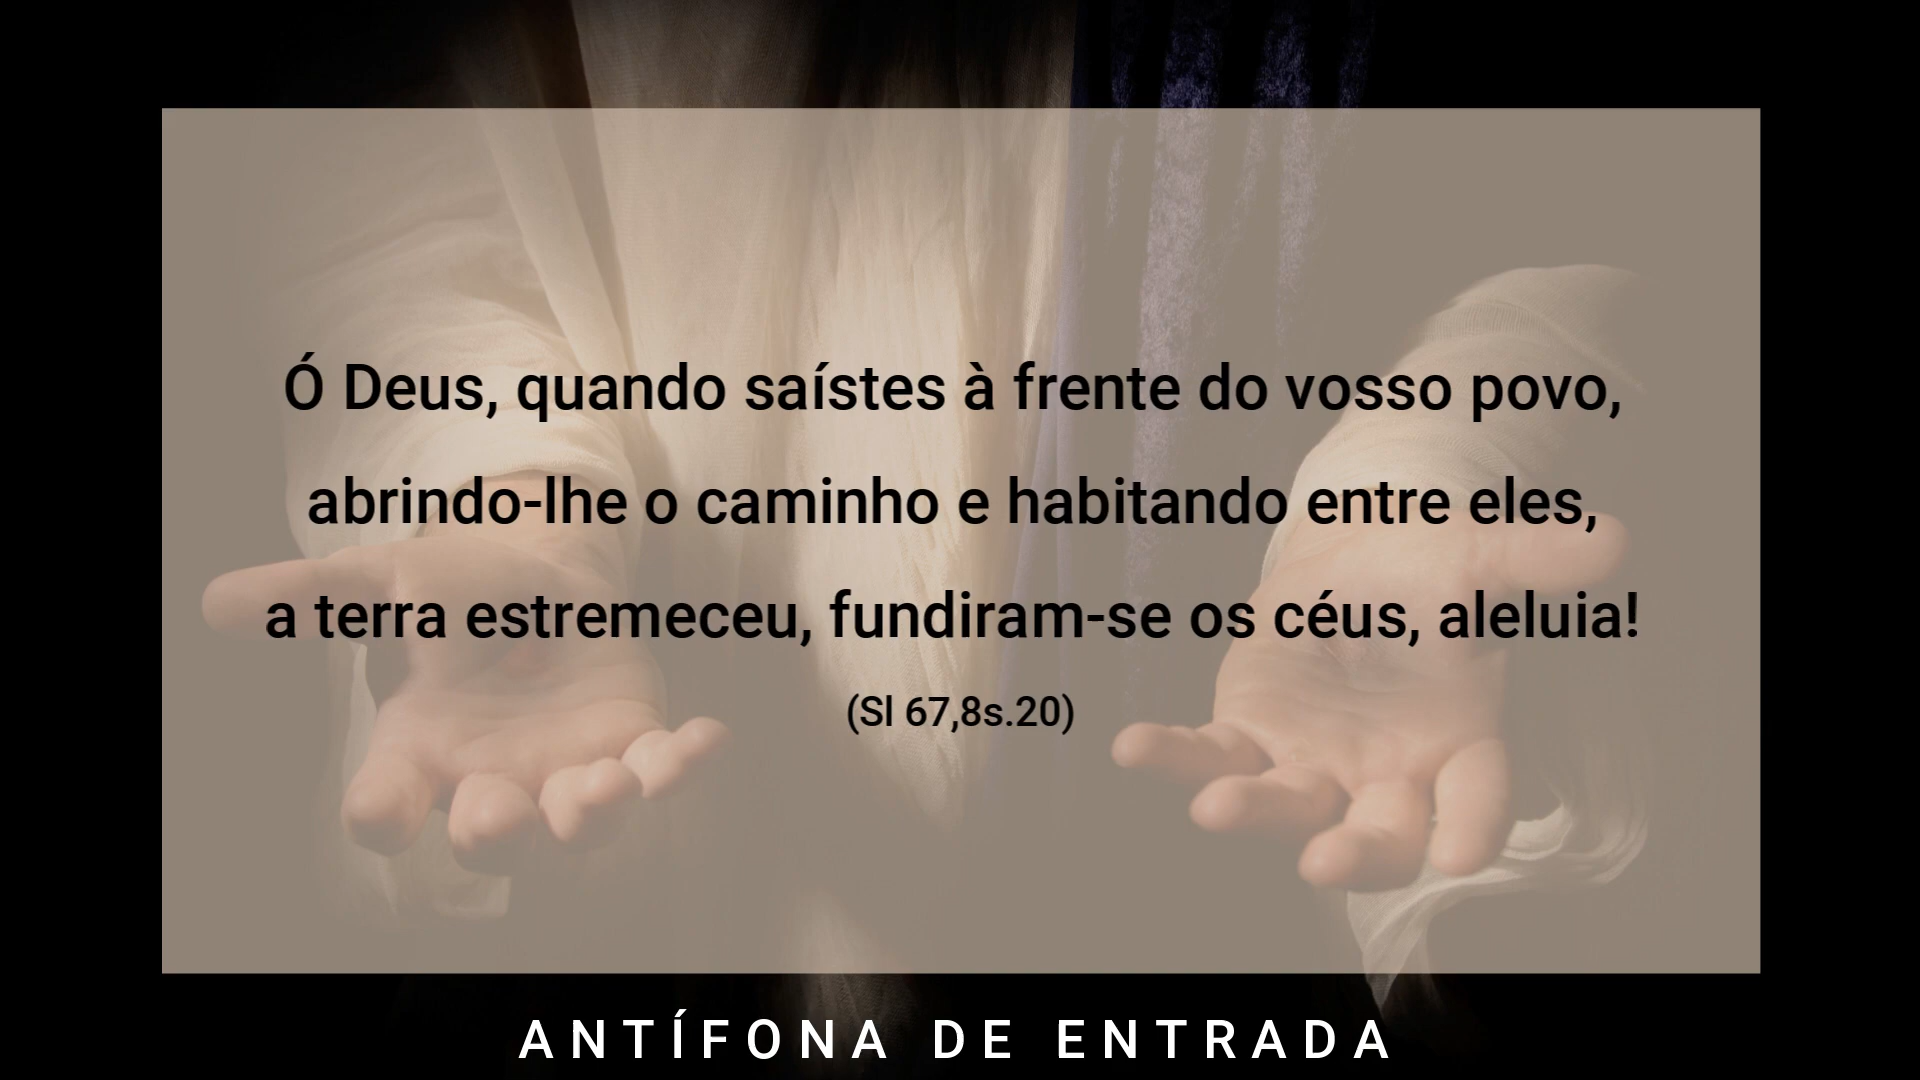 Ó Deus, quando saístes à frente do vosso povo,
abrindo-lhe o caminho e habitando entre eles,
a terra estremeceu, fundiram-se os céus, aleluia!
(Sl 67,8s.20)
ANTÍFONA DE ENTRADA